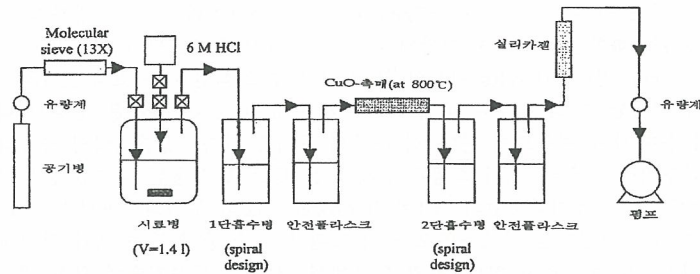 Molecular
sieve (13X)
6 M HCl
유량계
공기병
시료병
(V=1.4 l)
1단흡수병
(spiral
design)
안전플라스크
CuO-촉매(at 800℃)
2단흡수병
(spiral
design)
안전플라스크
실리카겔
유량계
펌프